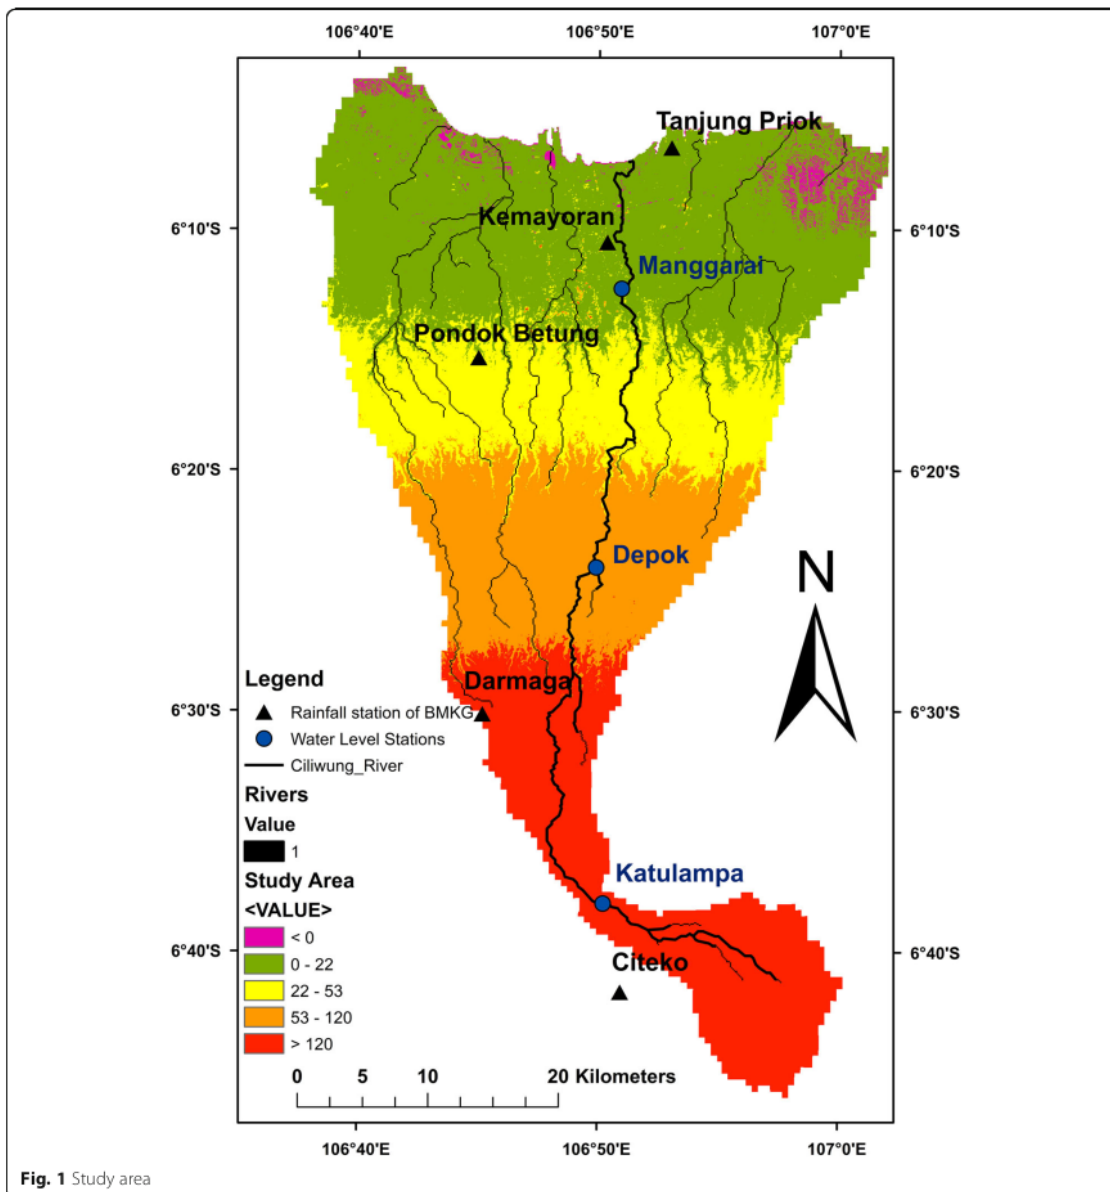 106°40'E 106°50'E 107°0'E
Tanjung Priok
Kemayoran
6°10'S 6°10'S
Manggarai
Pondok Betung
6°20'S 6°20'S
Depok
N
Legend
Darmaga
Rainfall station of BMKG
6°30'S 6°30'S
Water Level Stations
Ciliwung_River
Rivers
Value
1
Katulampa
Study Area
<VALUE>
< 0
6°40'S 6°40'S
Citeko
0 - 22
22 - 53
53 - 120
> 120
0 5 10 20 Kilometers
106°40'E 106°50'E 107°0'E
Fig. 1 Study area